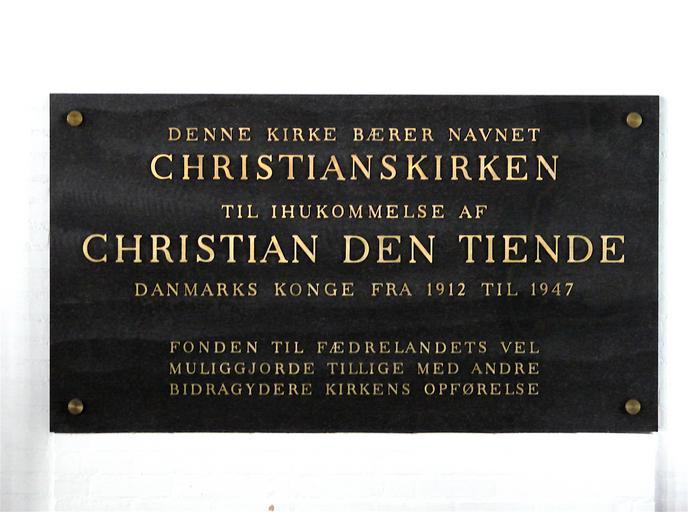 DENNE KIRKE BÆRER NAVNET
CHRISTIANSKIRKEN
TIL IHUKOMMELSE AF
CHRISTIAN DEN TIENDE
DANMARKS KONGE FRA 1912 TIL 1947
FONDEN TIL FÆDRELANDETS VEL
MULIGGJORDE TILLIGE MED ANDRE
BIDRAGYDERE KIRKENS OPFØRELSE